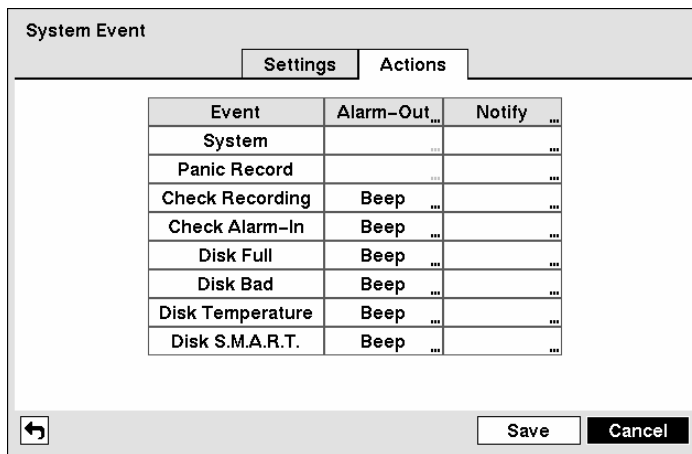 System Event
Settings Actions
Event Alarm-Out... Notify ...
System ... ...
Panic Record ... ...
Check Recording Beep ... ...
Check Alarm-In Beep ... ...
Disk Full Beep ... ...
Disk Bad Beep ... ...
Disk Temperature Beep ... ...
Disk S.M.A.R.T. Beep ... ...
Save Cancel